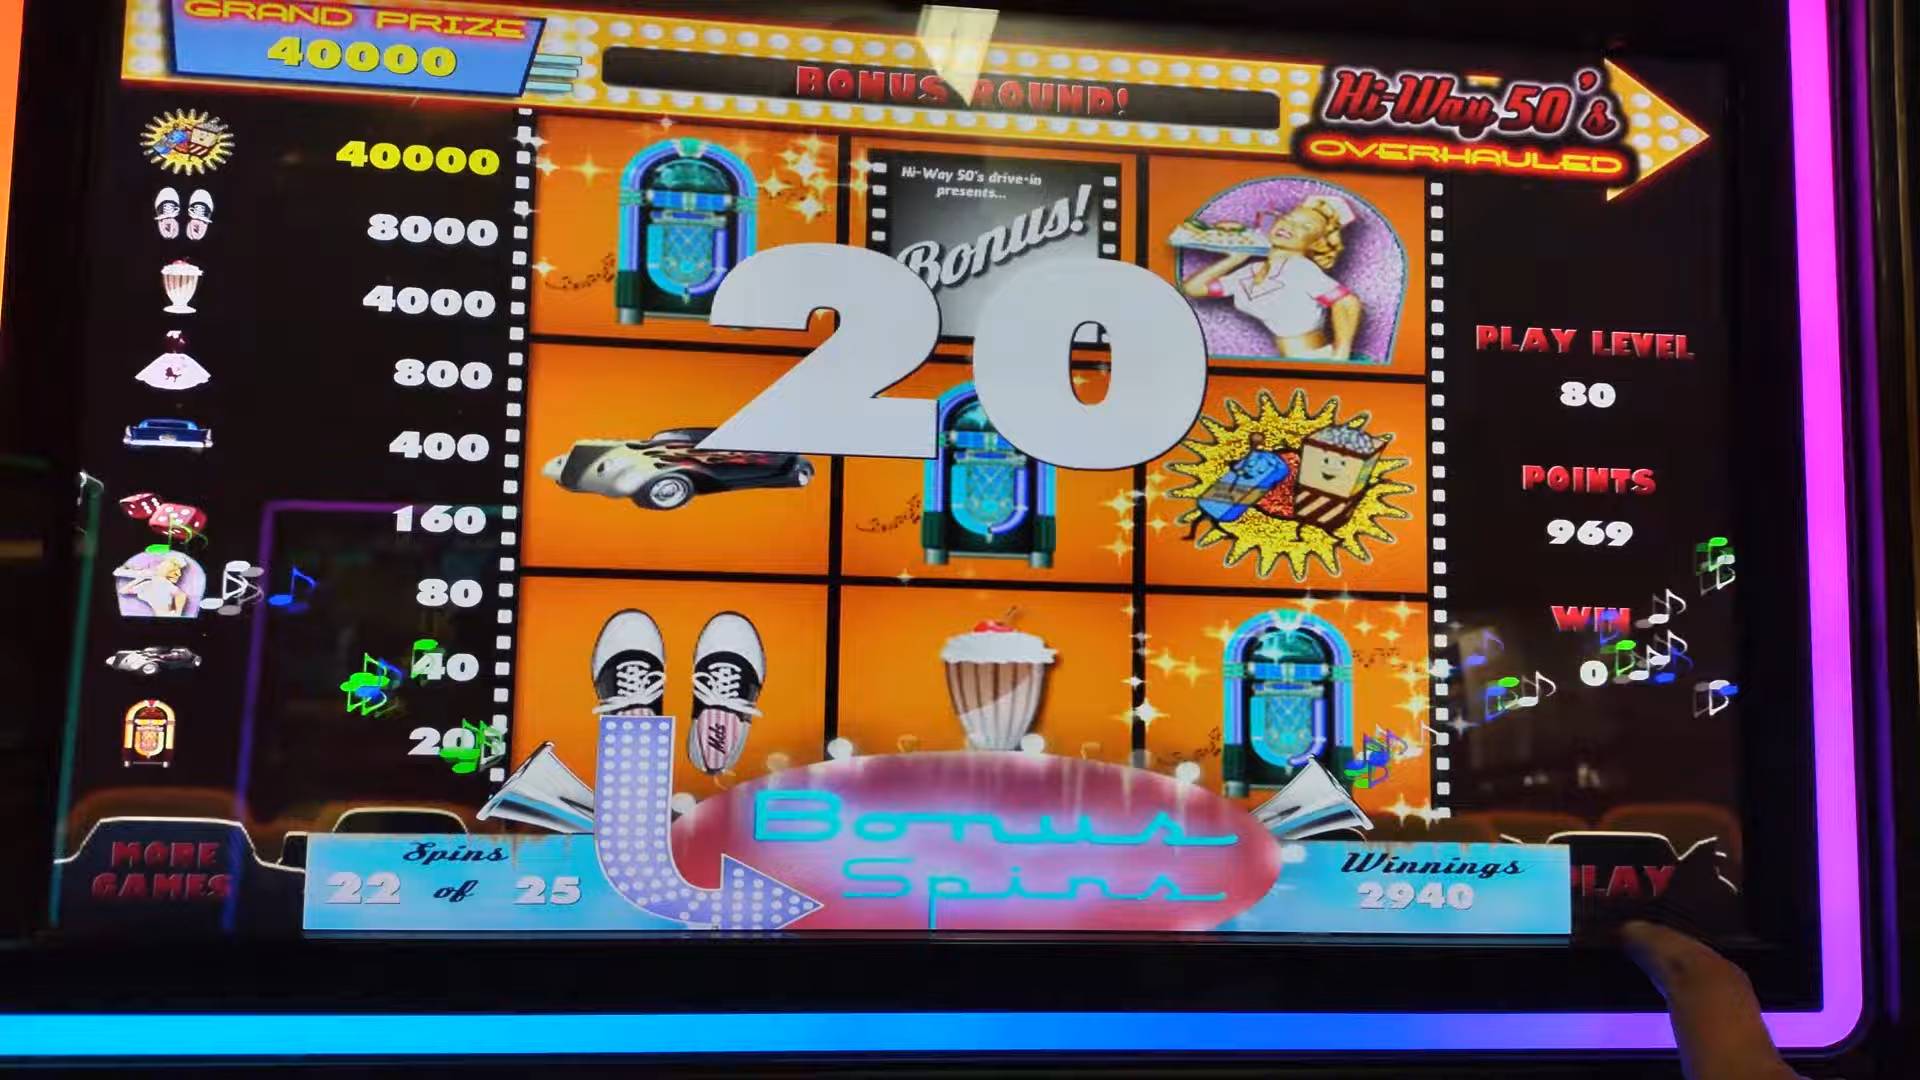 GRAND PRIZE
40000
BONUS ROUND!
Hi-Way 50's
OVERHAULED
40000
8000
4000
800
400
160
80
40
20
Hi-Way 50's drive-in
presents...
Bonus!
20
PLAY LEVEL
80
POINTS
969
WIN
0
MORE
GAMES
Spins
22 of 25
Bonus
Spins
Winnings
2940
PLAY